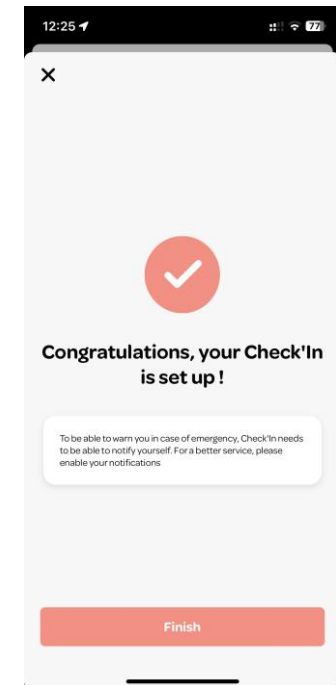 12:25
77
Congratulations, your Check'In
is set up !
To be able to warn you in case of emergency, Check'In needs
to be able to notify yourself. For a better service, please
enable your notifications
Finish